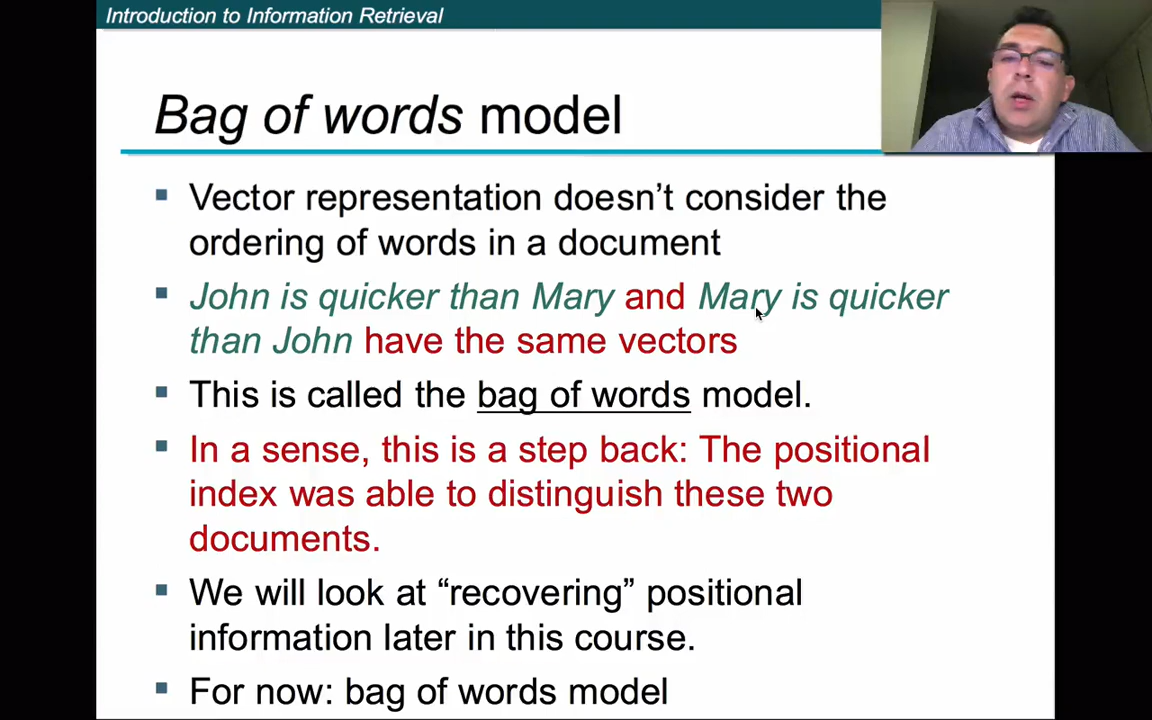 Introduction to Information Retrieval
Bag of words model
▪ Vector representation doesn’t consider the
ordering of words in a document
▪ John is quicker than Mary and Mary is quicker
than John have the same vectors
▪ This is called the bag of words model.
▪ In a sense, this is a step back: The positional
index was able to distinguish these two
documents.
▪ We will look at “recovering” positional
information later in this course.
▪ For now: bag of words model